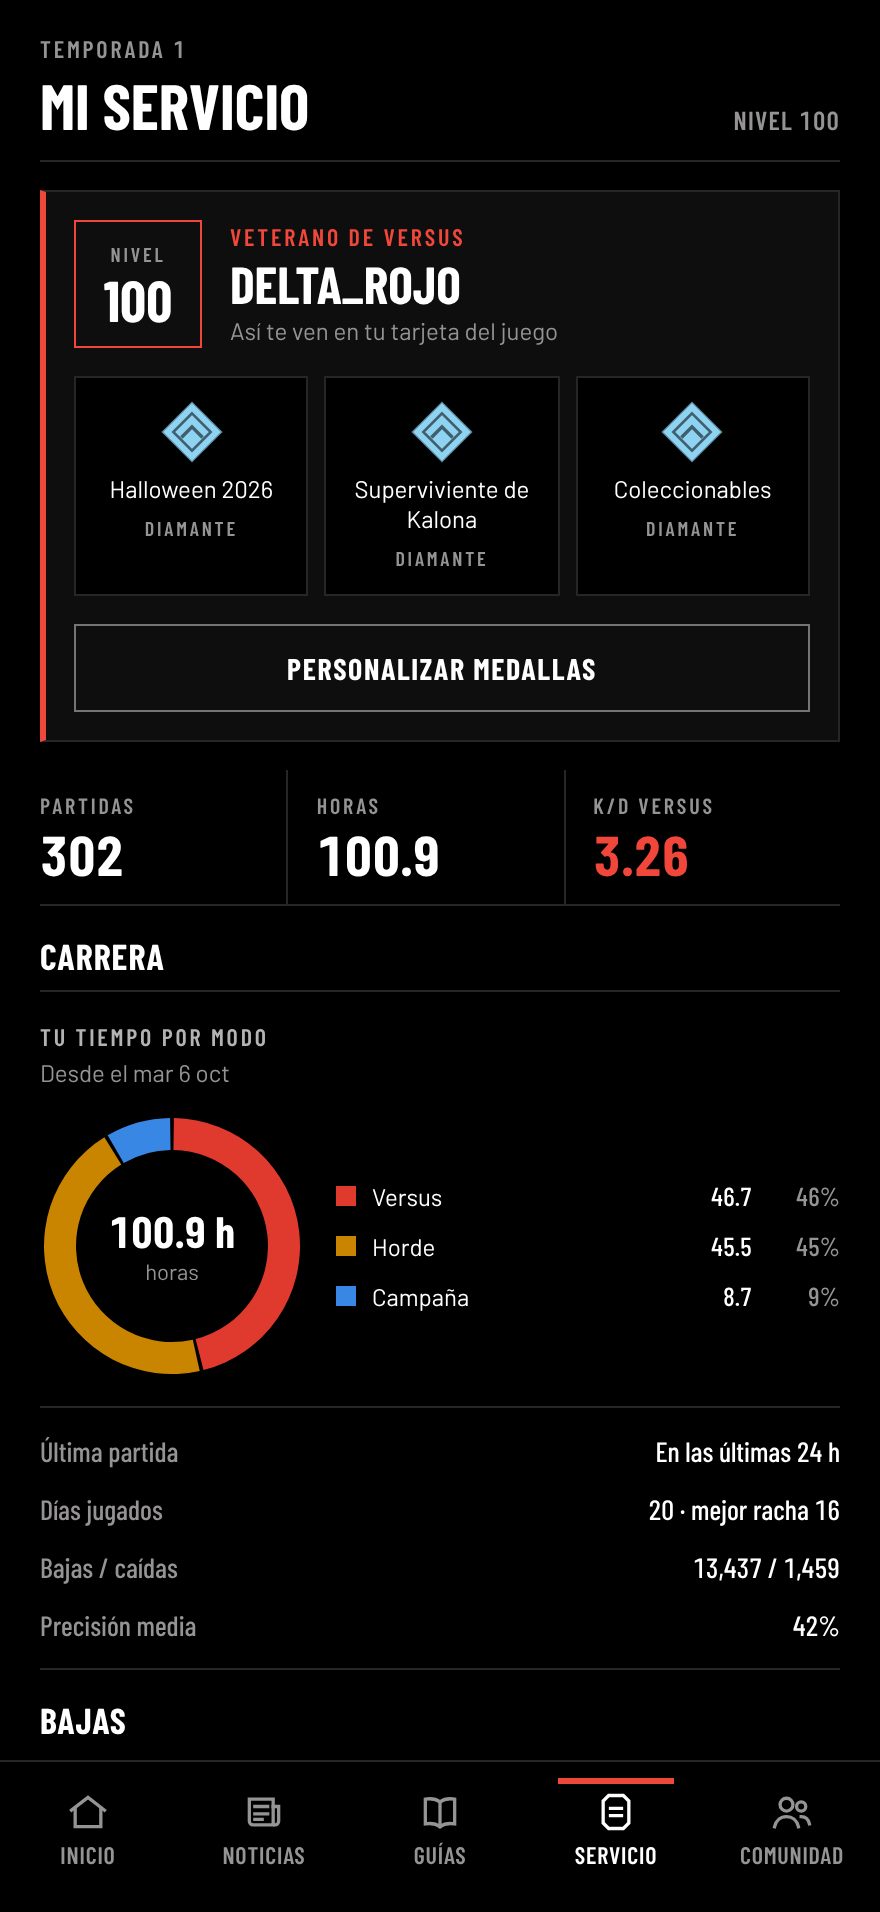 TEMPORADA 1
MI SERVICIO
NIVEL 100
NIVEL
100
VETERANO DE VERSUS
DELTA_ROJO
Así te ven en tu tarjeta del juego
Halloween 2026
DIAMANTE
Superviviente de
Kalona
DIAMANTE
Coleccionables
DIAMANTE
PERSONALIZAR MEDALLAS
PARTIDAS
302
HORAS
100.9
K/D VERSUS
3.26
CARRERA
TU TIEMPO POR MODO
Desde el mar 6 oct
100.9 h
horas
Versus 46.7 46%
Horde 45.5 45%
Campaña 8.7 9%
Última partida En las últimas 24 h
Días jugados 20 · mejor racha 16
Bajas / caídas 13,437 / 1,459
Precisión media 42%
BAJAS
INICIO
NOTICIAS
GUÍAS
SERVICIO
COMUNIDAD